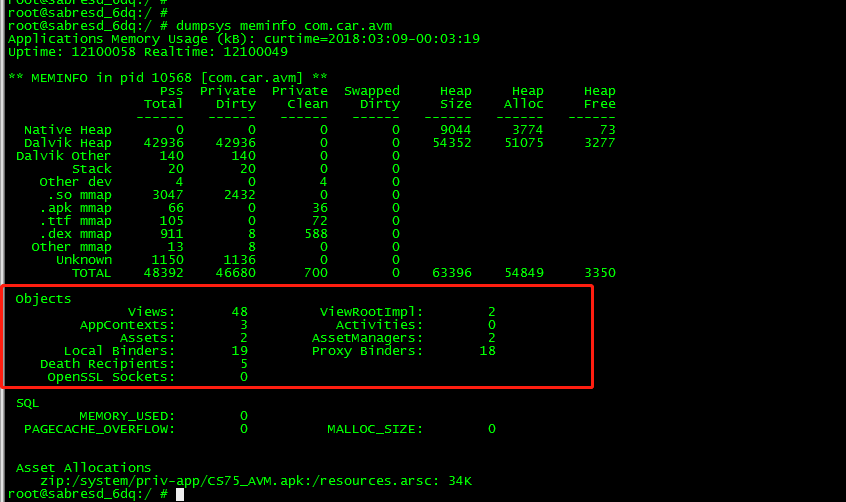 root@sabresd_6dq:/ #
root@sabresd_6dq:/ #
root@sabresd_6dq:/ # dumpsys meminfo com.car.avm
Applications Memory Usage (kB): curtime=2018:03:09-00:03:19
Uptime: 12100058 Realtime: 12100049

** MEMINFO in pid 10568 [com.car.avm] **
                   Pss  Private  Private  Swapped     Heap     Heap     Heap
                 Total    Dirty    Clean    Dirty     Size    Alloc     Free
                ------   ------   ------   ------   ------   ------   ------
  Native Heap        0        0        0        0     9044     3774       73
  Dalvik Heap    42936    42936        0        0    54352    51075     3277
 Dalvik Other      140      140        0        0
        Stack       20       20        0        0
    Other dev        4        0        4        0
     .so mmap     3047     2432        0        0
    .apk mmap       66        0       36        0
    .ttf mmap      105        0       72        0
    .dex mmap      911        8      588        0
   Other mmap       13        8        0        0
      Unknown     1150     1136        0        0
        TOTAL    48392    46680      700        0    63396    54849     3350

 Objects
               Views:       48         ViewRootImpl:        2
         AppContexts:        3           Activities:        0
              Assets:        2        AssetManagers:        2
       Local Binders:       19        Proxy Binders:       18
    Death Recipients:        5
     OpenSSL Sockets:        0

 SQL
         MEMORY_USED:        0
  PAGECACHE_OVERFLOW:        0          MALLOC_SIZE:        0

 Asset Allocations
    zip:/system/priv-app/CS75_AVM.apk:/resources.arsc: 34K
root@sabresd_6dq:/ #